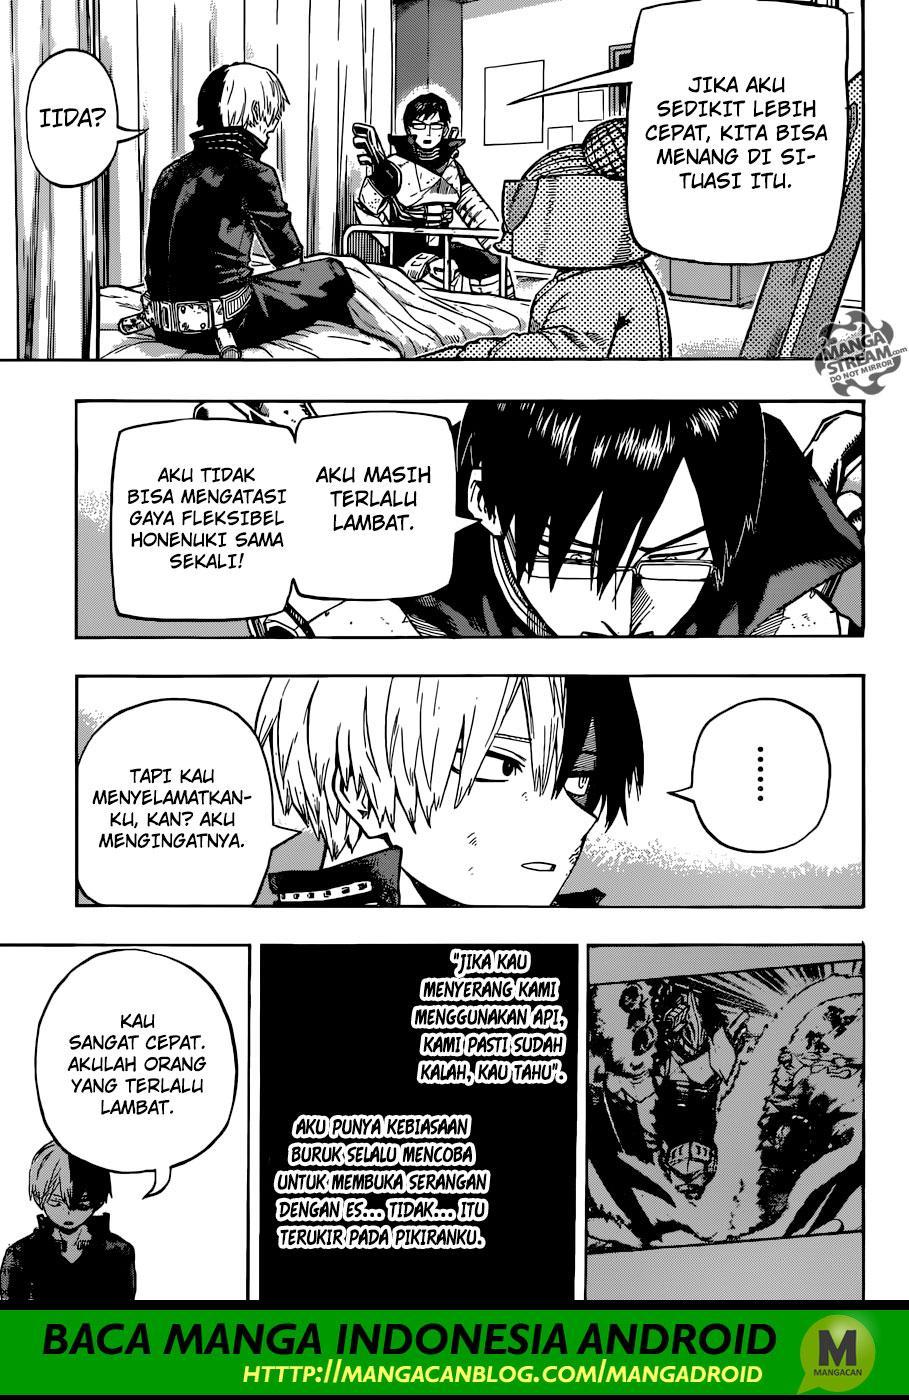 JIKA AKU
SEDIKIT LEBIH
CEPAT, KITA BISA
MENANG DI SI-
TUASI ITU.
IIDA?
MANGA
STREAM.com
DO NOT MIRROR!
AKU MASIH
TERLALU
LAMBAT.
AKU TIDAK
BISA MENGATASI
GAYA FLEKSIBEL
HONENUKI SAMA
SEKALI!
......
TAPI KAU
MENYELAMATKAN-
KU, KAN? AKU
MENGINGATNYA.
"JIKA KAU
MENYERANG KAMI
MENGGUNAKAN API,
KAMI PASTI SUDAH
KALAH, KAU TAHU".
AKU PUNYA KEBIASAAN
BURUK SELALU MENCOBA
UNTUK MEMBUKA SERANGAN
DENGAN ES... TIDAK... ITU
TERUKIR PADA PIKIRANKU.
KAU
SANGAT CEPAT.
AKULAH ORANG
YANG TERLALU
LAMBAT.
BACA MANGA INDONESIA ANDROID
HTTTP://MANGACANBLOG.COM/MANGADROID
M
MANGACAN